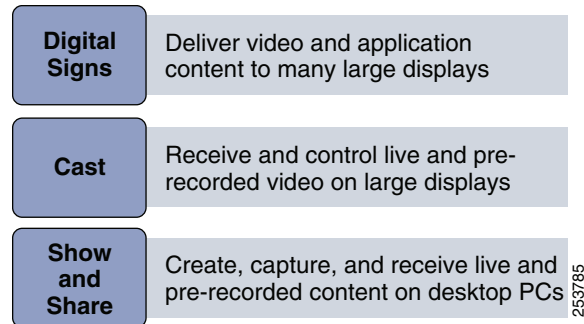 Digital
Signs
Deliver video and application
content to many large displays
Cast
Receive and control live and pre-
recorded video on large displays
Show
and
Share
Create, capture, and receive live and
pre-recorded content on desktop PCs
253785